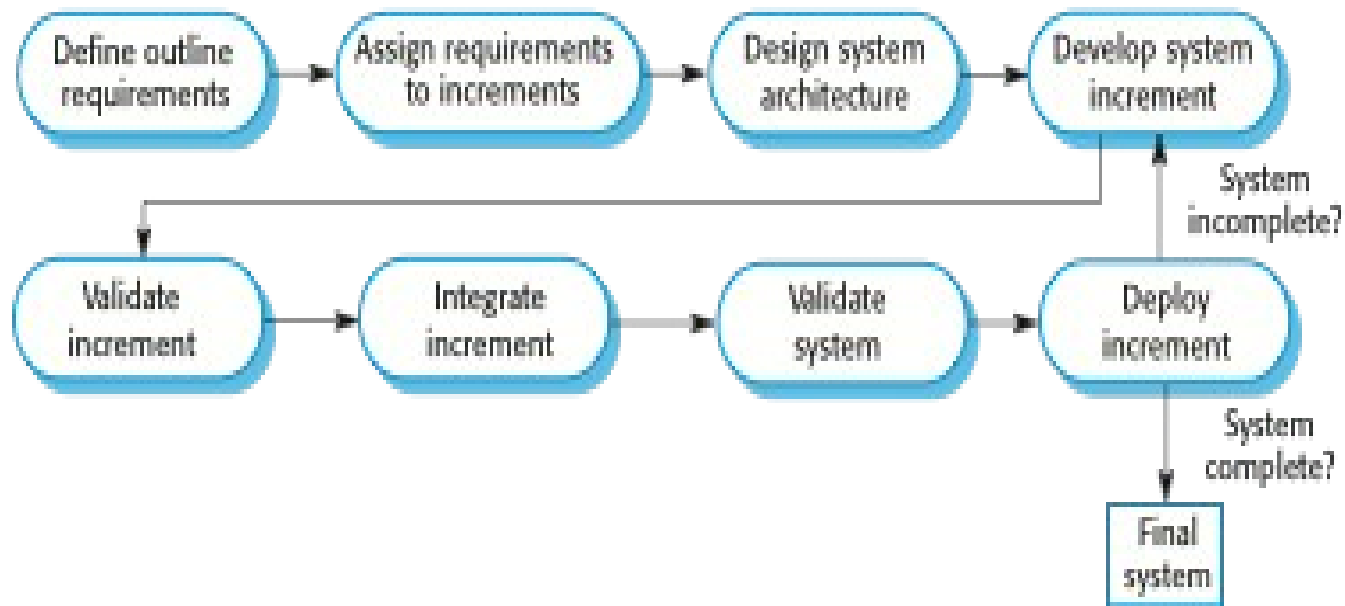 Define outline
requirements
Assign requirements
to increments
Design system
architecture
Develop system
increment
System
incomplete?
Validate
increment
Integrate
increment
Validate
system
Deploy
increment
System
complete?
Final
system